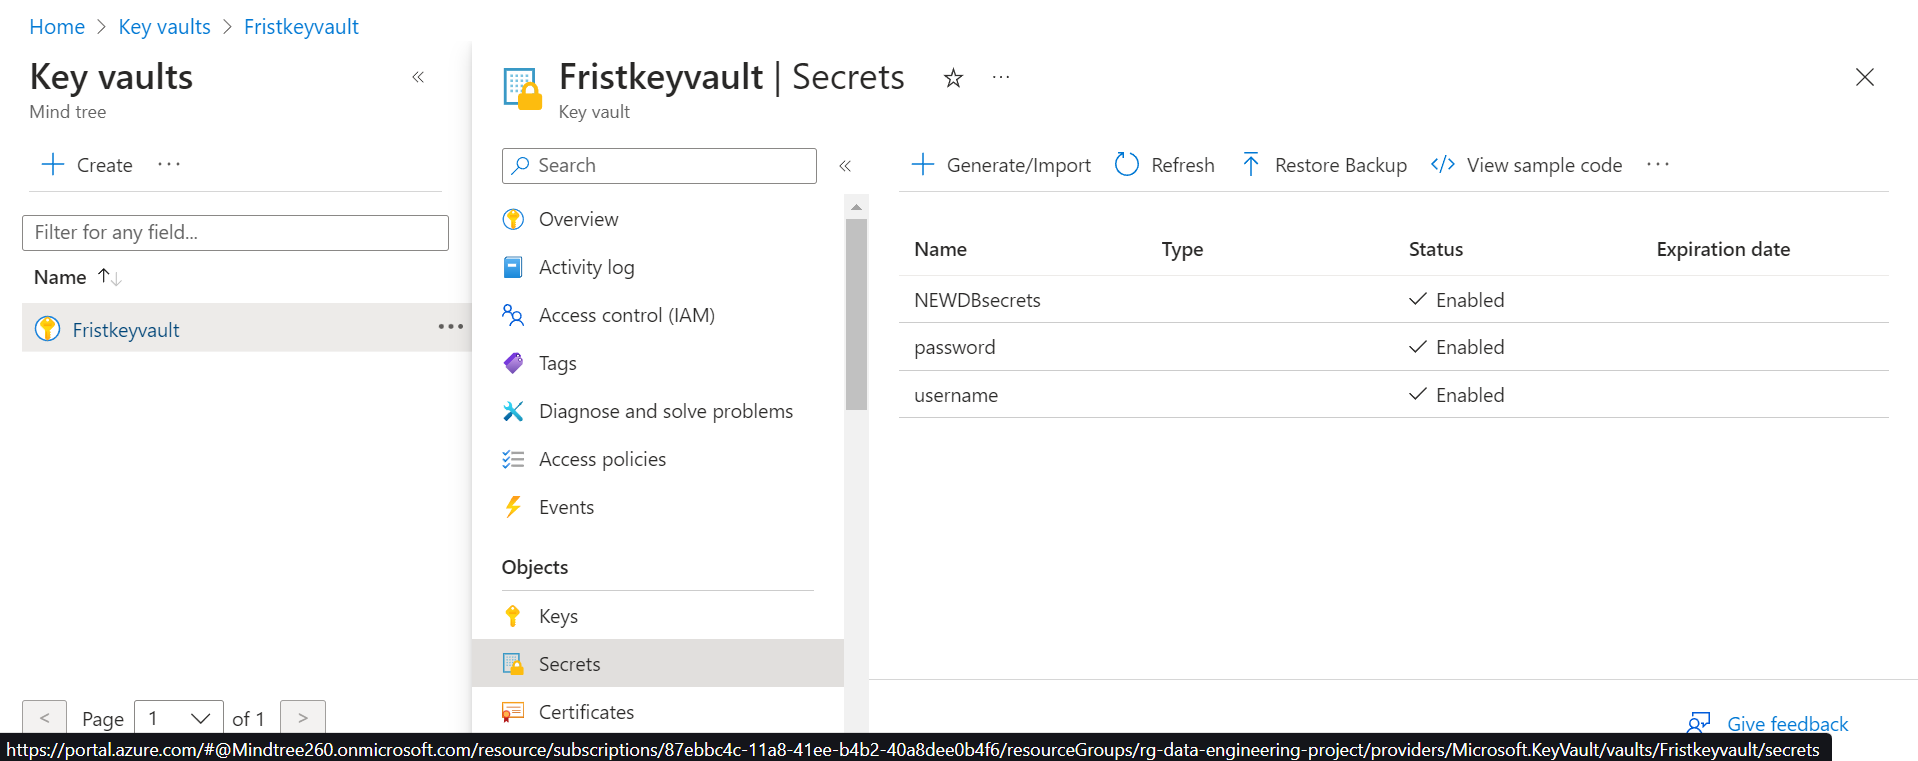 Home > Key vaults > Fristkeyvault
Key vaults
Mind tree
Create
Filter for any field...
Name
Fristkeyvault
< Page 1 of 1 >
Fristkeyvault | Secrets
Key vault
Search
Overview
Activity log
Access control (IAM)
Tags
Diagnose and solve problems
Access policies
Events
Objects
Keys
Secrets
Certificates
Generate/Import Refresh Restore Backup View sample code
Name Type Status Expiration date
NEWDBsecrets Enabled
password Enabled
username Enabled
Give feedback
https://portal.azure.com/#@Mindtree260.onmicrosoft.com/resource/subscriptions/87ebbc4c-11a8-41ee-b4b2-40a8dee0b4f6/resourceGroups/rg-data-engineering-project/providers/Microsoft.KeyVault/vaults/Fristkeyvault/secrets